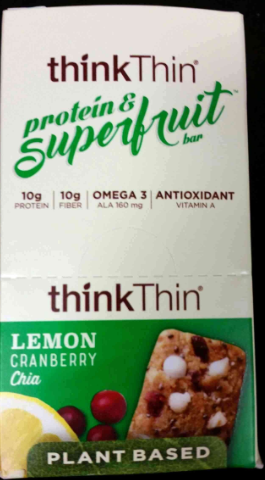 thinkThin®
protein &
Superfruit™
bar
10g PROTEIN | 10g FIBER | OMEGA 3 ALA 160 mg | ANTIOXIDANT VITAMIN A
thinkThin®
LEMON
CRANBERRY
Chia
PLANT BASED